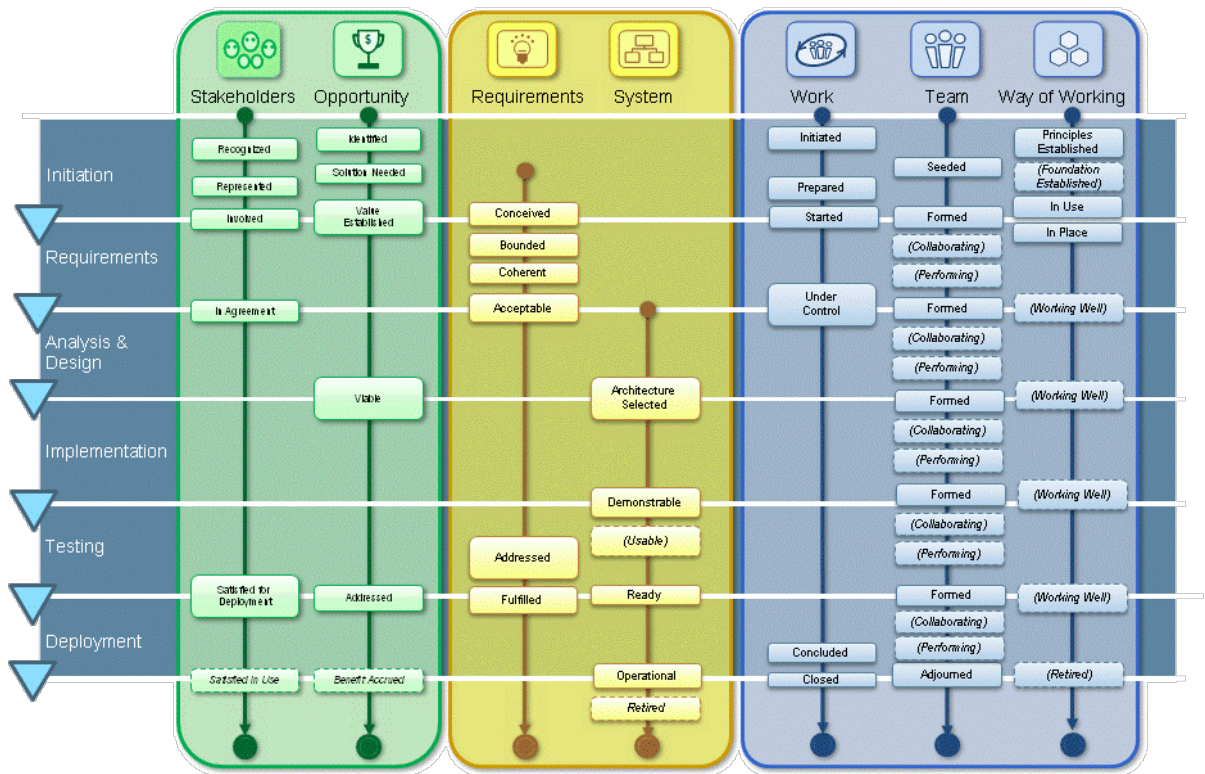 $
Stakeholders
Opportunity
Requirements
System
Work
Team
Way of Working
Initiation
Requirements
Analysis &
Design
Implementation
Testing
Deployment
Recognized
Represented
Involved
In Agreement
Satisfied for
Deployment
Satisfied In Use
Identified
Solution Needed
Value
Established
Viable
Addressed
Benefit Accrued
Conceived
Bounded
Coherent
Acceptable
Addressed
Fulfilled
Architecture
Selected
Demonstrable
(Usable)
Ready
Operational
Retired
Initiated
Prepared
Started
Under
Control
Concluded
Closed
Seeded
Formed
(Collaborating)
(Performing)
Formed
(Collaborating)
(Performing)
Formed
(Collaborating)
(Performing)
Formed
(Collaborating)
(Performing)
Formed
(Collaborating)
(Performing)
Adjourned
Principles
Established
(Foundation
Established)
In Use
In Place
(Working Well)
(Working Well)
(Working Well)
(Working Well)
(Retired)